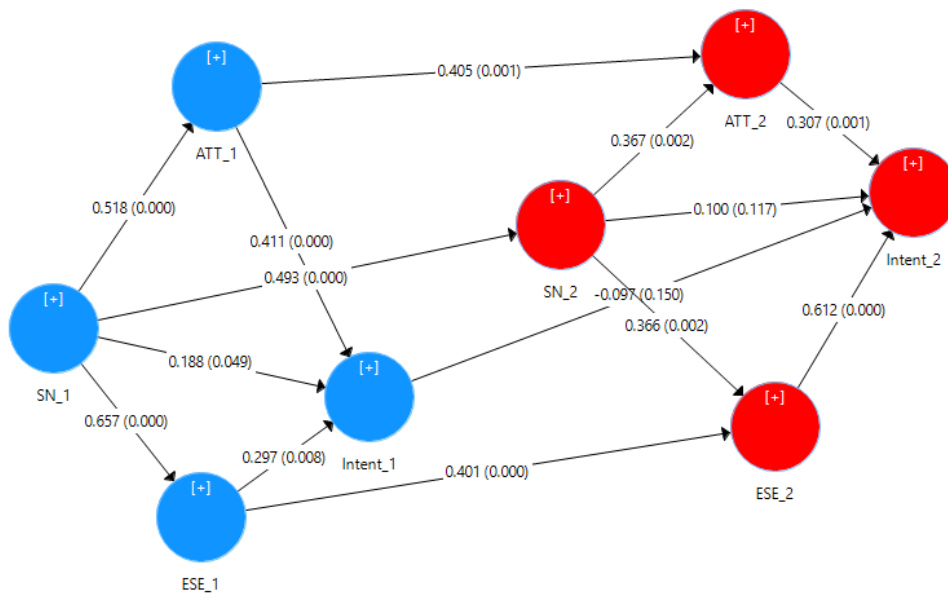 [+]
ATT_2
[+]
ATT_1
0.405 (0.001)
0.307 (0.001)
0.367 (0.002)
[+]
Intent_2
[+]
SN_2
0.100 (0.117)
0.518 (0.000)
0.411 (0.000)
0.493 (0.000)
-0.097 (0.150)
0.366 (0.002)
0.612 (0.000)
[+]
SN_1
0.188 (0.049)
[+]
Intent_1
0.657 (0.000)
0.297 (0.008)
[+]
ESE_2
0.401 (0.000)
[+]
ESE_1